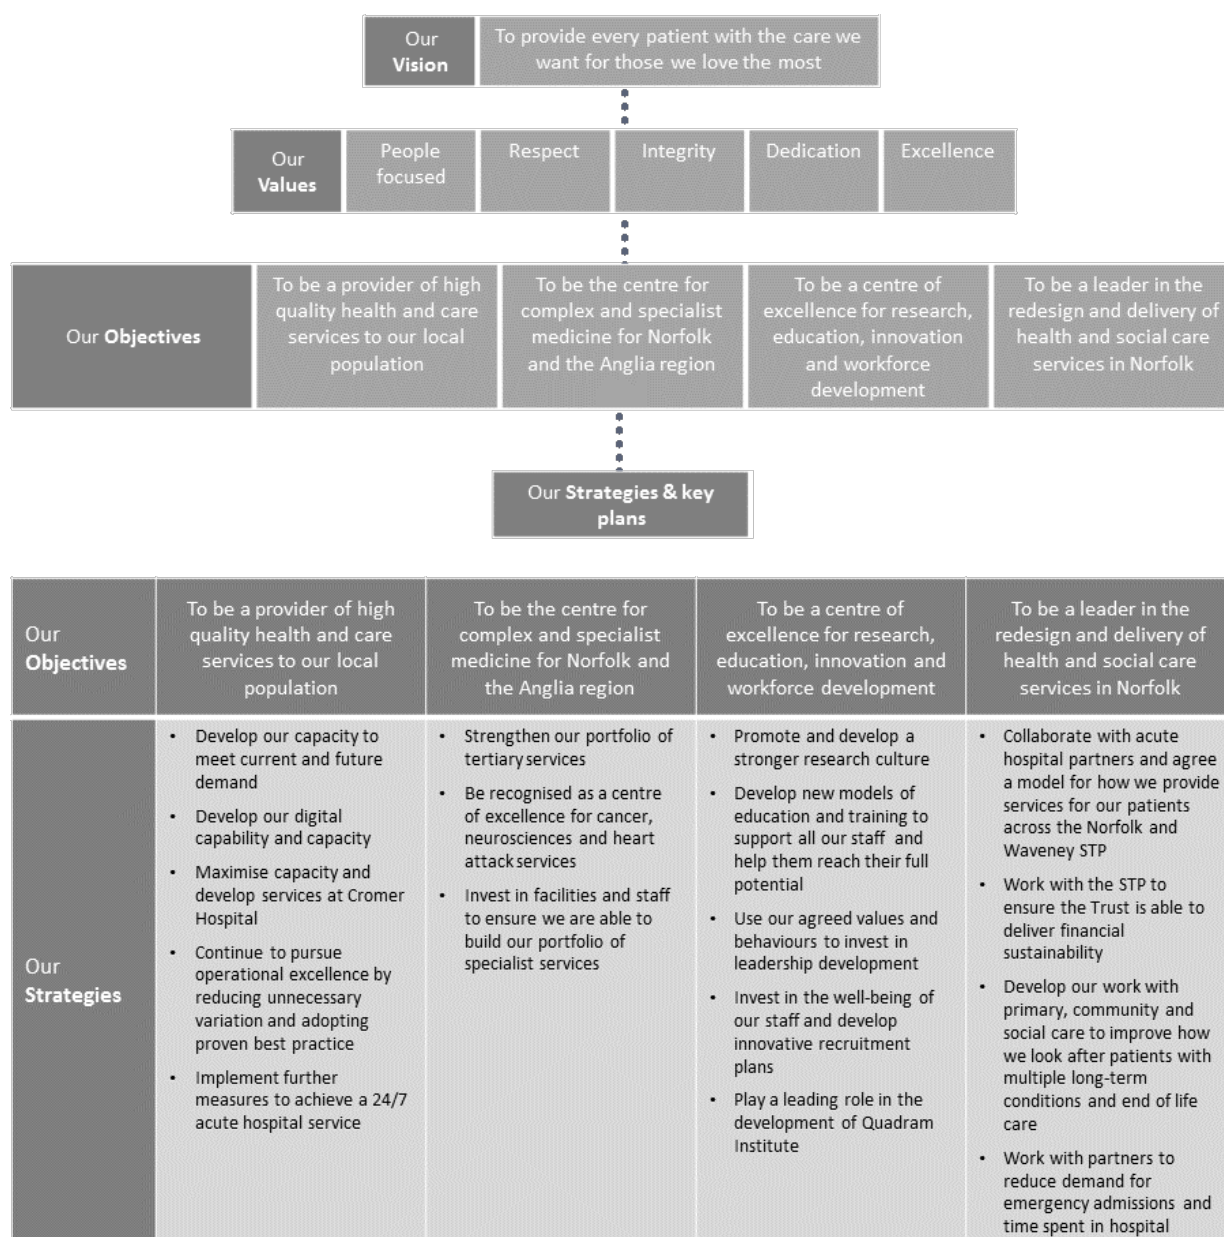 Our
Vision
To provide every patient with the care we
want for those we love the most
Our
Values
People
focused
Respect
Integrity
Dedication
Excellence
Our Objectives
To be a provider of high
quality health and care
services to our local
population
To be the centre for
complex and specialist
medicine for Norfolk
and the Anglia region
To be a centre of
excellence for research,
education, innovation
and workforce
development
To be a leader in the
redesign and delivery of
health and social care
services in Norfolk
Our Strategies & key
plans
Our
Objectives
To be a provider of high
quality health and care
services to our local
population
To be the centre for
complex and specialist
medicine for Norfolk and
the Anglia region
To be a centre of
excellence for research,
education, innovation and
workforce development
To be a leader in the
redesign and delivery of
health and social care
services in Norfolk
Our
Strategies
• Develop our capacity to
meet current and future
demand
• Develop our digital
capability and capacity
• Maximise capacity and
develop services at Cromer
Hospital
• Continue to pursue
operational excellence by
reducing unnecessary
variation and adopting
proven best practice
• Implement further
measures to achieve a 24/7
acute hospital service
• Strengthen our portfolio of
tertiary services
• Be recognised as a centre
of excellence for cancer,
neurosciences and heart
attack services
• Invest in facilities and staff
to ensure we are able to
build our portfolio of
specialist services
• Promote and develop a
stronger research culture
• Develop new models of
education and training to
support all our staff and
help them reach their full
potential
• Use our agreed values and
behaviours to invest in
leadership development
• Invest in the well-being of
our staff and develop
innovative recruitment
plans
• Play a leading role in the
development of Quadram
Institute
• Collaborate with acute
hospital partners and agree
a model for how we provide
services for our patients
across the Norfolk and
Waveney STP
• Work with the STP to
ensure the Trust is able to
deliver financial
sustainability
• Develop our work with
primary, community and
social care to improve how
we look after patients with
multiple long-term
conditions and end of life
care
• Work with partners to
reduce demand for
emergency admissions and
time spent in hospital